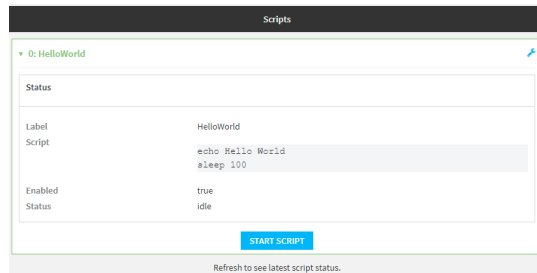 Scripts
0: HelloWorld
Status
Label HelloWorld
Script
echo Hello World
sleep 100
Enabled true
Status idle
START SCRIPT
Refresh to see latest script status.